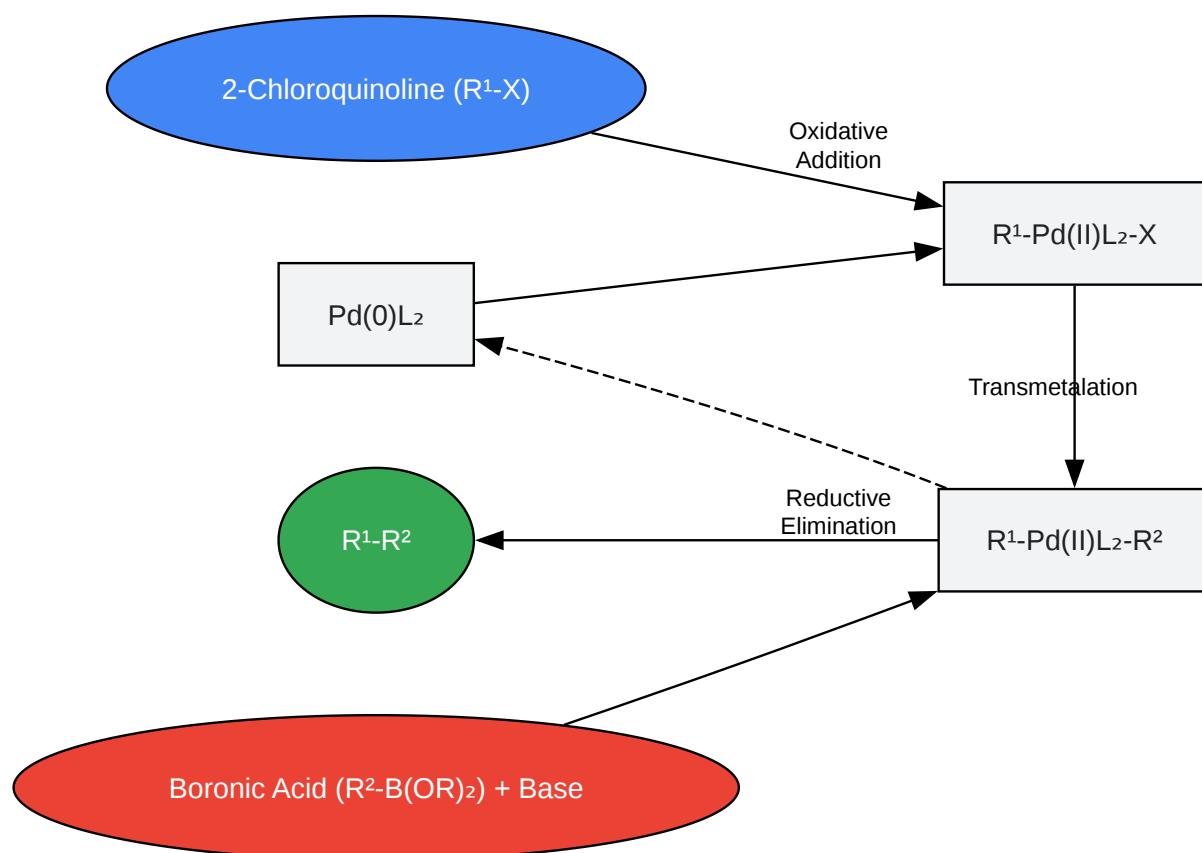 2-Chloroquinoline (R¹-X)
Oxidative
Addition
R¹-Pd(II)L₂-X
Pd(0)L₂
Transmetalation
Reductive
Elimination
R¹-R²
R¹-Pd(II)L₂-R²
Boronic Acid (R²-B(OR)₂) + Base